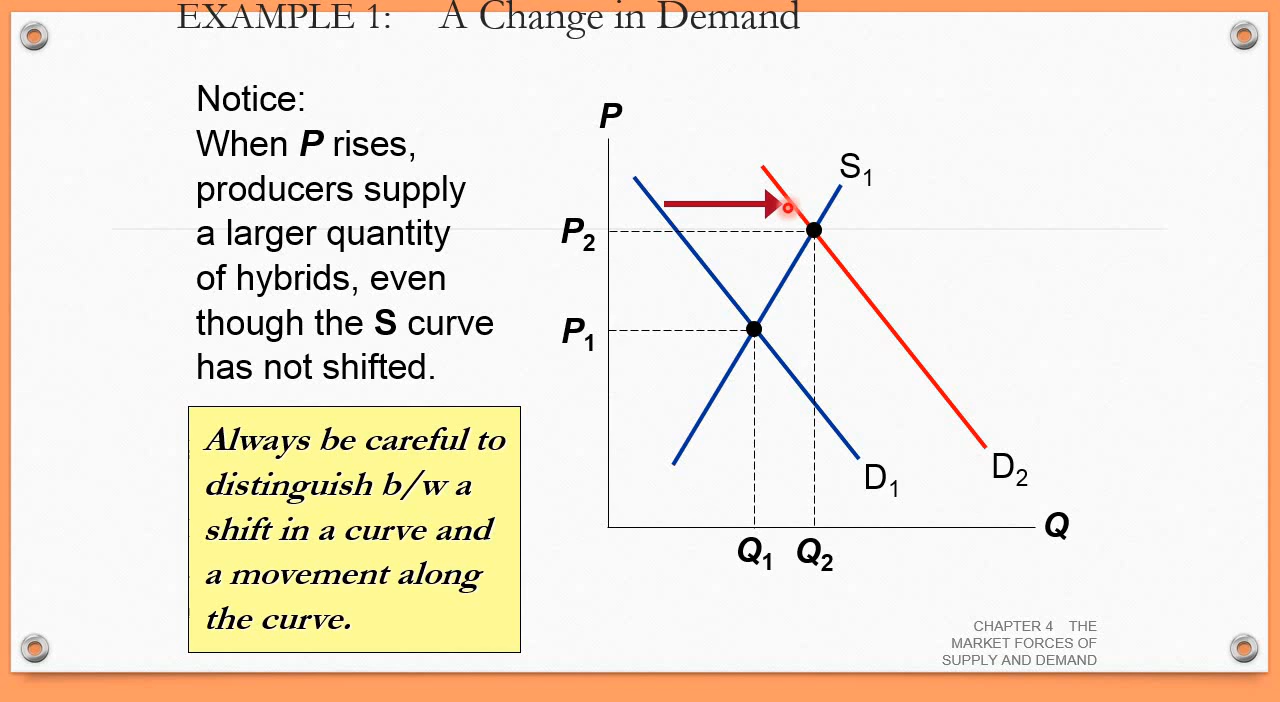 EXAMPLE 1: A Change in Demand
Notice:
When P rises,
producers supply
a larger quantity
of hybrids, even
though the S curve
has not shifted.
Always be careful to
distinguish b/w a
shift in a curve and
a movement along
the curve.
P
S1
P2
P1
D1
D2
Q
Q1 Q2
CHAPTER 4 THE
MARKET FORCES OF
SUPPLY AND DEMAND